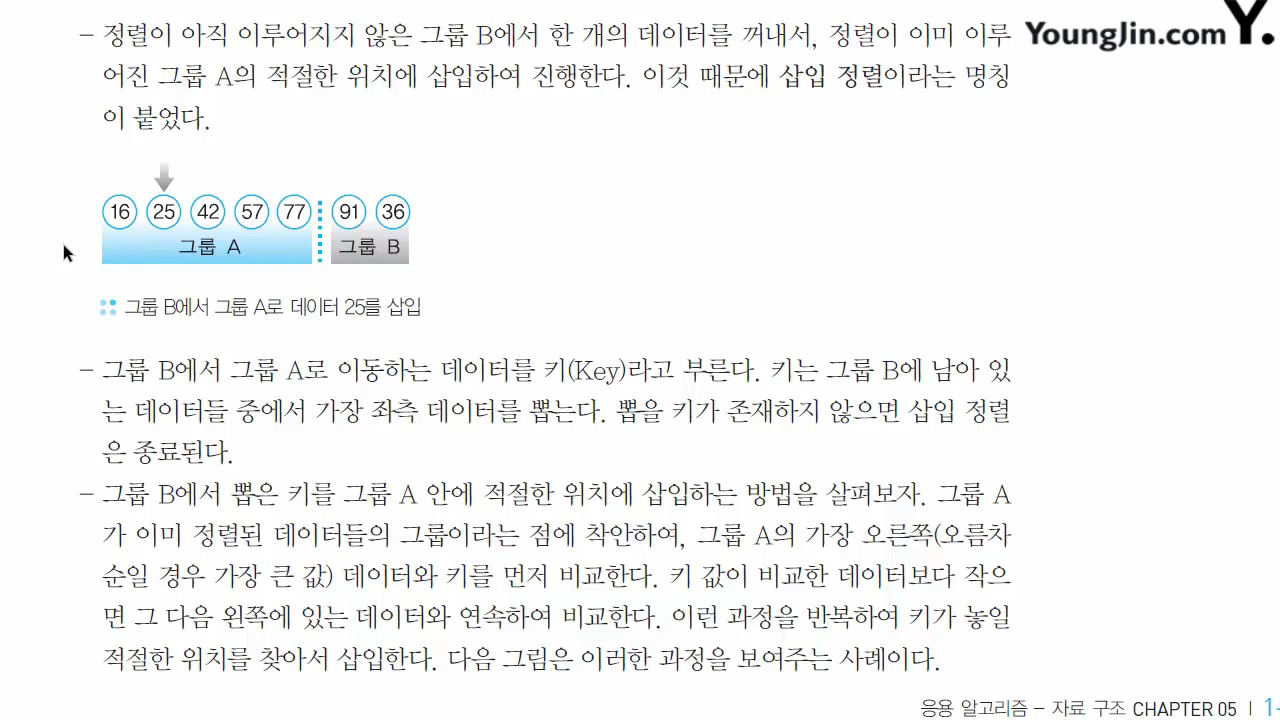 – 정렬이 아직 이루어지지 않은 그룹 B에서 한 개의 데이터를 꺼내서, 정렬이 이미 이루
어진 그룹 A의 적절한 위치에 삽입하여 진행한다. 이것 때문에 삽입 정렬이라는 명칭
이 붙었다.
YoungJin.com Y.
16 25 42 57 77 91 36
그룹 A 그룹 B
그룹 B에서 그룹 A로 데이터 25를 삽입
– 그룹 B에서 그룹 A로 이동하는 데이터를 키(Key)라고 부른다. 키는 그룹 B에 남아 있
는 데이터들 중에서 가장 좌측 데이터를 뽑는다. 뽑을 키가 존재하지 않으면 삽입 정렬
은 종료된다.
– 그룹 B에서 뽑은 키를 그룹 A 안에 적절한 위치에 삽입하는 방법을 살펴보자. 그룹 A
가 이미 정렬된 데이터들의 그룹이라는 점에 착안하여, 그룹 A의 가장 오른쪽(오름차
순일 경우 가장 큰 값) 데이터와 키를 먼저 비교한다. 키 값이 비교한 데이터보다 작으
면 그 다음 왼쪽에 있는 데이터와 연속하여 비교한다. 이런 과정을 반복하여 키가 놓일
적절한 위치를 찾아서 삽입한다. 다음 그림은 이러한 과정을 보여주는 사례이다.
응용 알고리즘 – 자료 구조 CHAPTER 05 | 1-